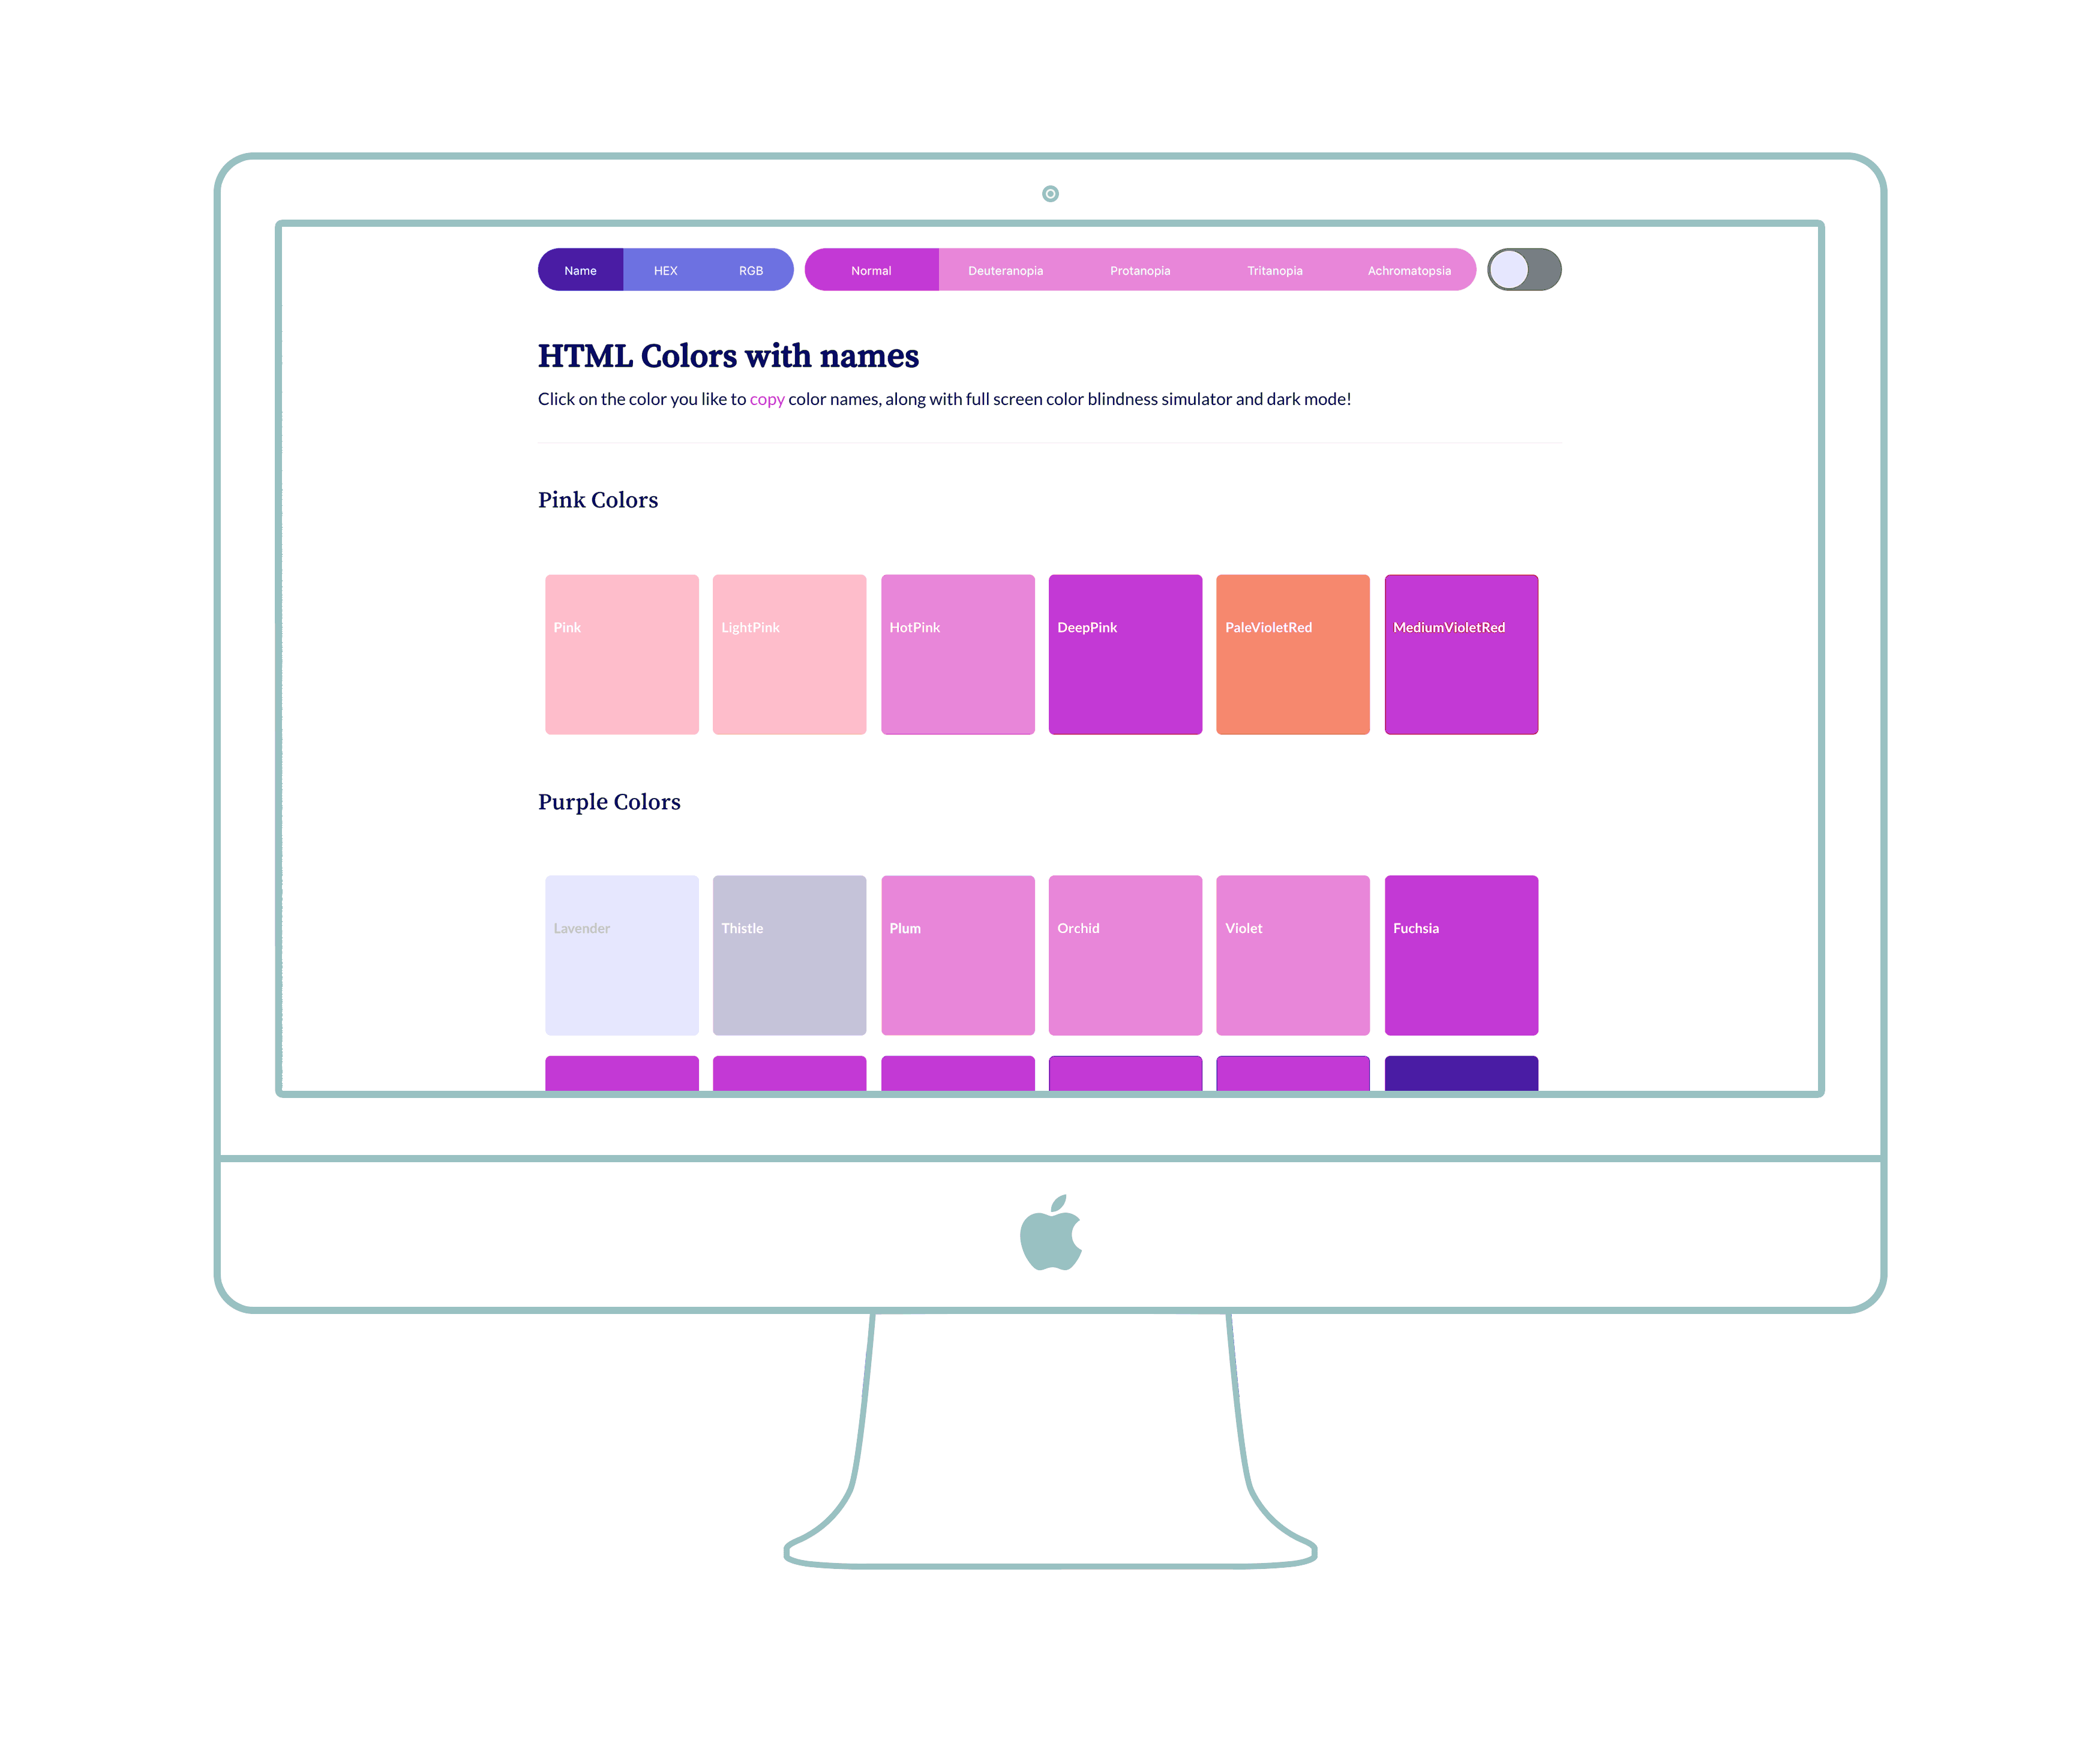 Name HEX RGB Normal Deuteranopia Protanopia Tritanopia Achromatopsia
HTML Colors with names
Click on the color you like to copy color names, along with full screen color blindness simulator and dark mode!
Pink Colors
Pink LightPink HotPink DeepPink PaleVioletRed MediumVioletRed
Purple Colors
Lavender Thistle Plum Orchid Violet Fuchsia